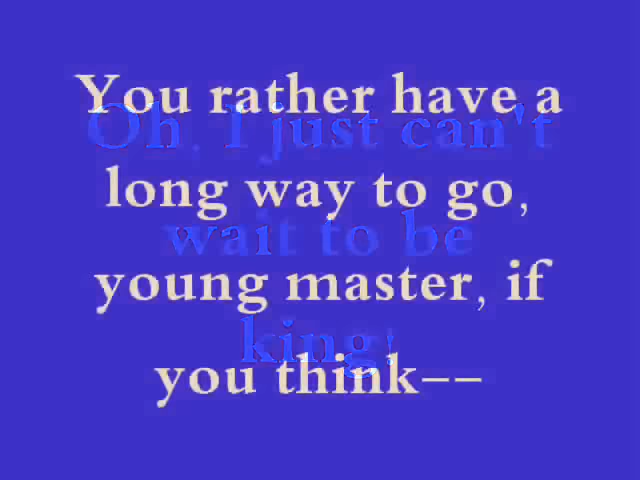 You rather have a
Oh, I just can't
long way to go,
wait to be
young master, if
king!
you think--